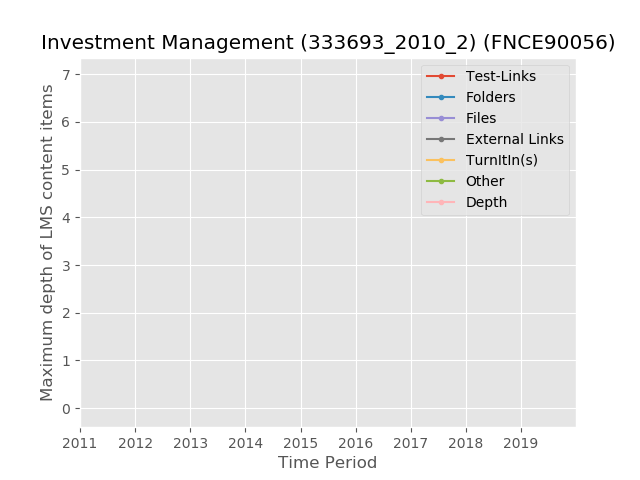 Investment Management (333693_2010_2) (FNCE90056)
Maximum depth of LMS content items
7
6
5
4
3
2
1
0
Test-Links
Folders
Files
External Links
TurnItIn(s)
Other
Depth
2011 2012 2013 2014 2015 2016 2017 2018 2019
Time Period